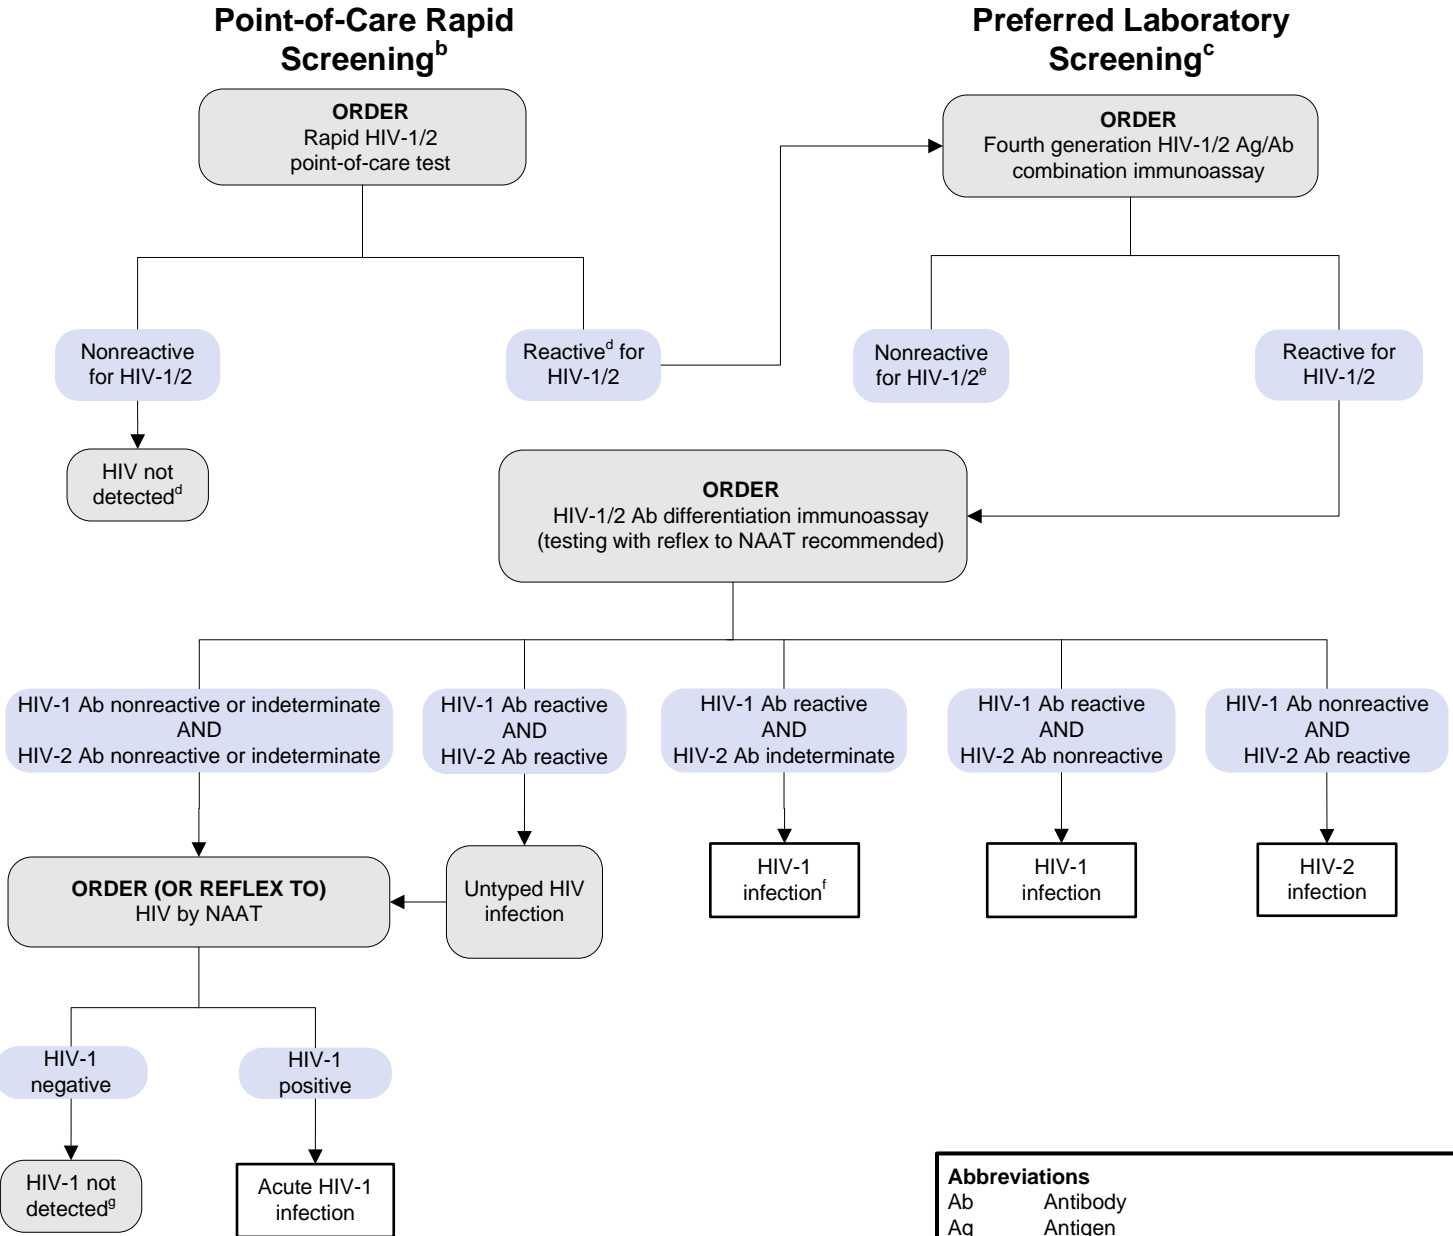 Point-of-Care Rapid
Screeningb
Preferred Laboratory
Screeningc
ORDER
Rapid HIV-1/2
point-of-care test
ORDER
Fourth generation HIV-1/2 Ag/Ab
combination immunoassay
Nonreactive
for HIV-1/2
Reactived for
HIV-1/2
Nonreactive
for HIV-1/2e
Reactive for
HIV-1/2
HIV not
detectedd
ORDER
HIV-1/2 Ab differentiation immunoassay
(testing with reflex to NAAT recommended)
HIV-1 Ab nonreactive or indeterminate
AND
HIV-2 Ab nonreactive or indeterminate
HIV-1 Ab reactive
AND
HIV-2 Ab reactive
HIV-1 Ab reactive
AND
HIV-2 Ab indeterminate
HIV-1 Ab reactive
AND
HIV-2 Ab nonreactive
HIV-1 Ab nonreactive
AND
HIV-2 Ab reactive
ORDER (OR REFLEX TO)
HIV by NAAT
Untyped HIV
infection
HIV-1
infectionf
HIV-1
infection
HIV-2
infection
HIV-1
negative
HIV-1
positive
HIV-1 not
detectedg
Acute HIV-1
infection
Abbreviations
Ab Antibody
Ag Antigen